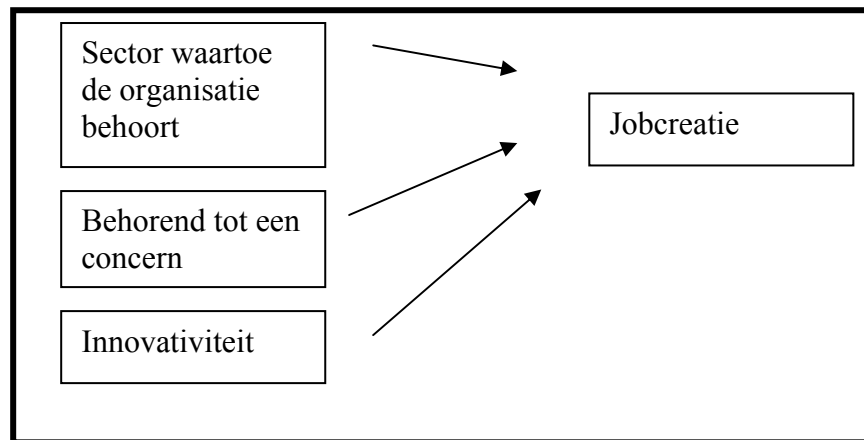 Sector waartoe
de organisatie
behoort
Jobcreatie
Behorend tot een
concern
Innovativiteit